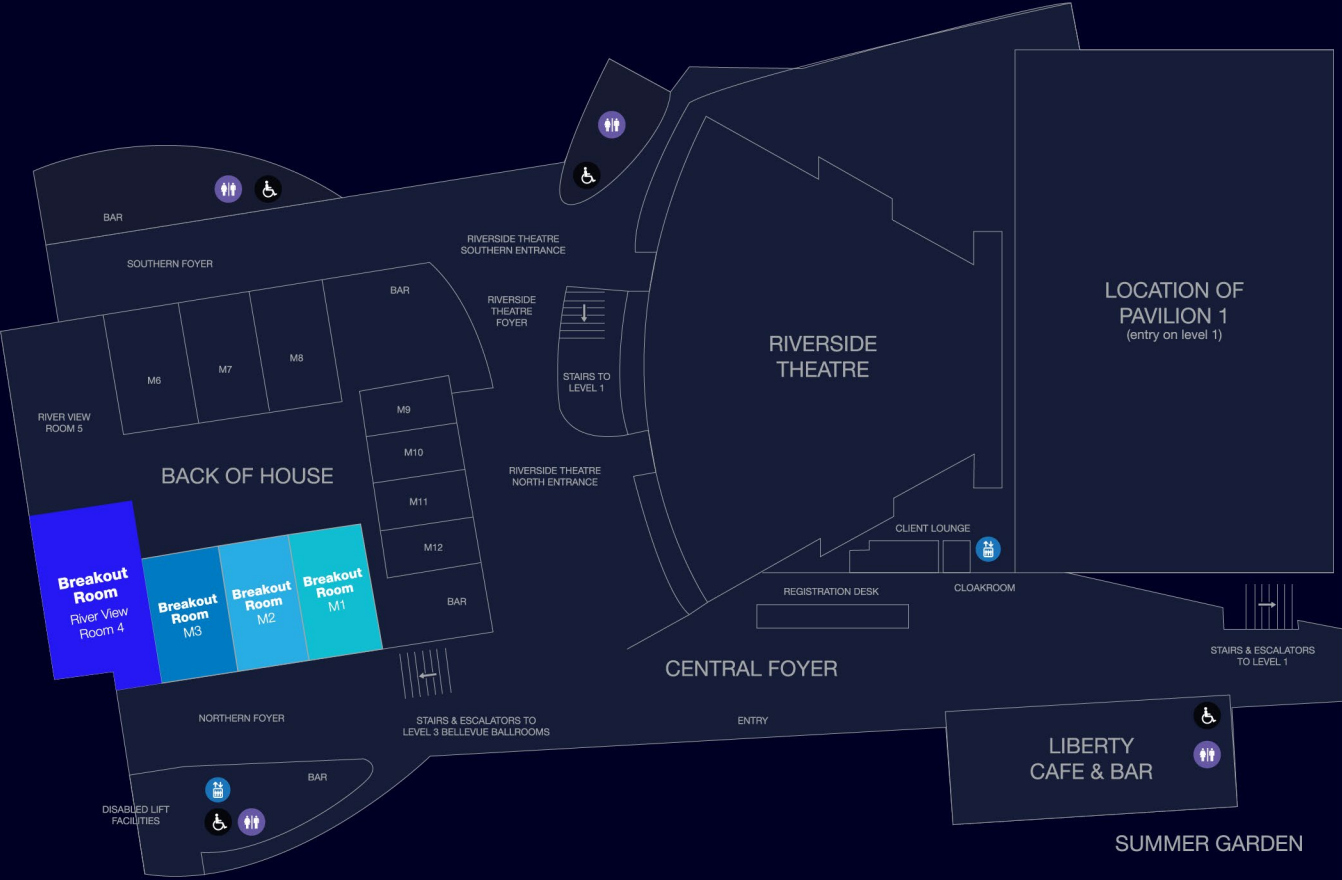 BAR
SOUTHERN FOYER
RIVERSIDE THEATRE
SOUTHERN ENTRANCE
BAR
RIVERSIDE
THEATRE
FOYER
STAIRS TO
LEVEL 1
RIVERSIDE
THEATRE
LOCATION OF
PAVILION 1
(entry on level 1)
M6
M7
M8
RIVER VIEW
ROOM 5
M9
M10
M11
M12
BACK OF HOUSE
RIVERSIDE THEATRE
NORTH ENTRANCE
CLIENT LOUNGE
Breakout
Room
River View
Room 4
Breakout
Room
M3
Breakout
Room
M2
Breakout
Room
M1
BAR
REGISTRATION DESK
CLOAKROOM
CENTRAL FOYER
STAIRS & ESCALATORS
TO LEVEL 1
NORTHERN FOYER
STAIRS & ESCALATORS TO
LEVEL 3 BELLEVUE BALLROOMS
ENTRY
LIBERTY
CAFE & BAR
BAR
DISABLED LIFT
FACILITIES
SUMMER GARDEN